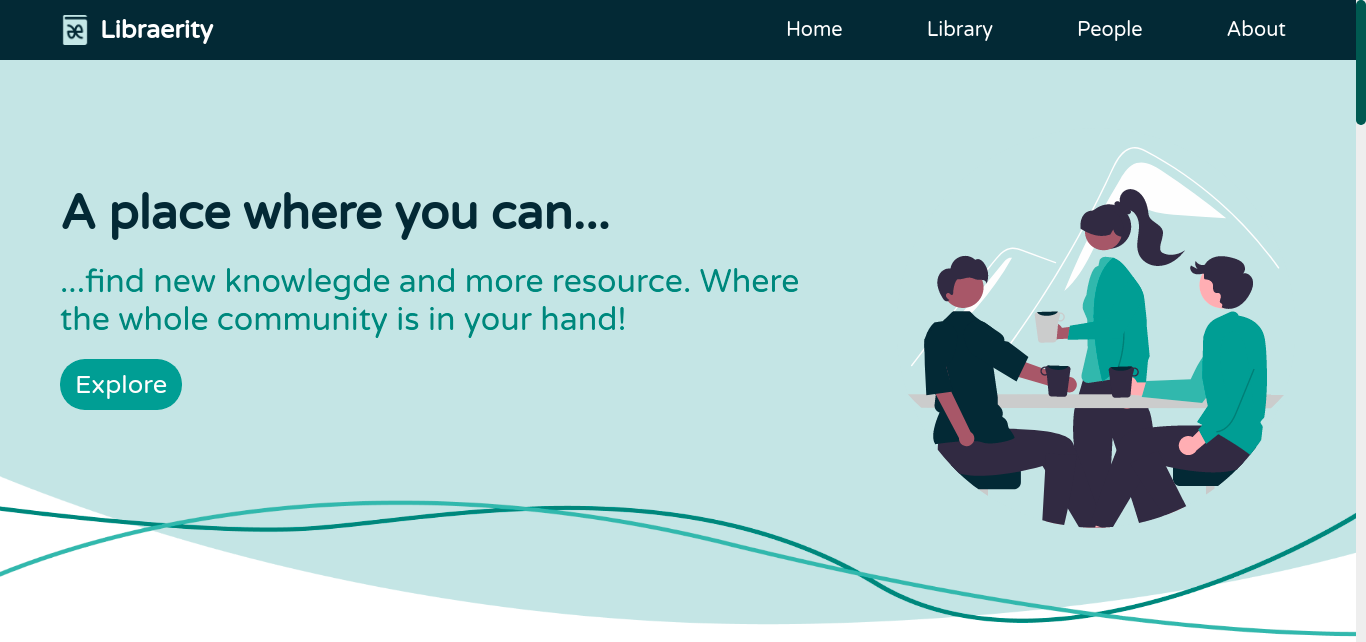 æ Libraerity
Home Library People About
A place where you can...
...find new knowlegde and more resource. Where
the whole community is in your hand!
Explore